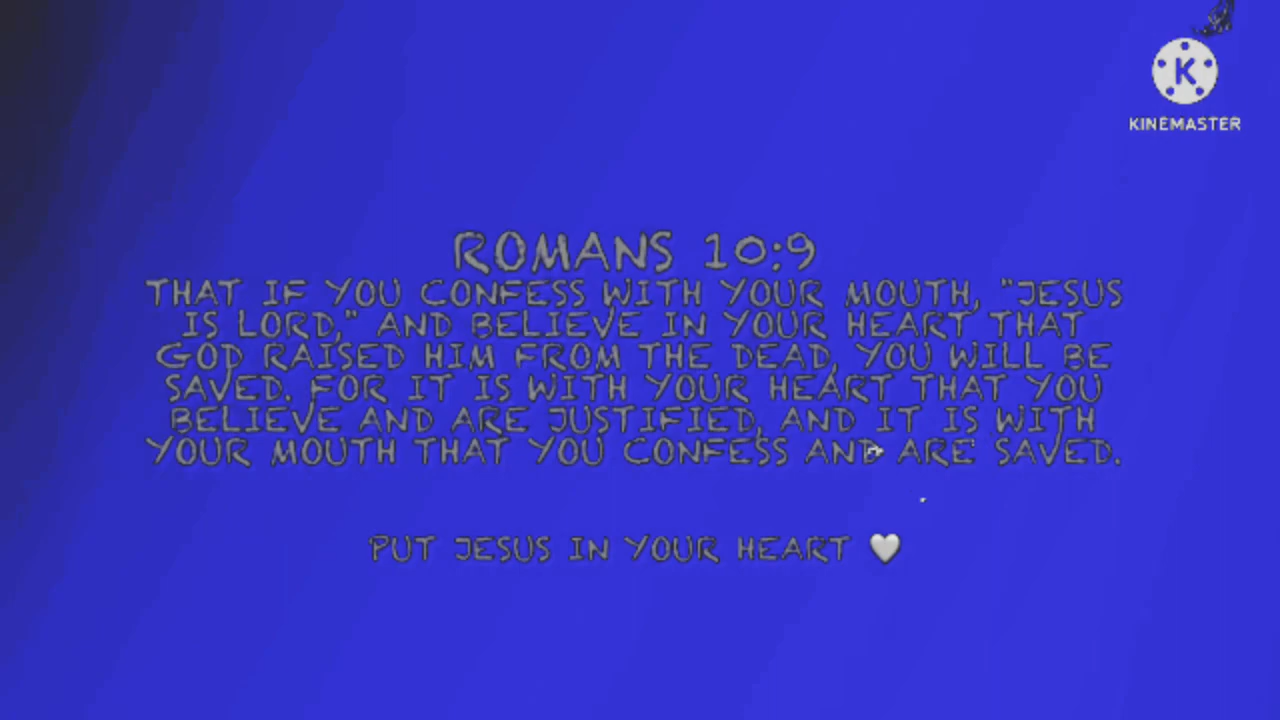 K
KINEMASTER
ROMANS 10:9
THAT IF YOU CONFESS WITH YOUR MOUTH, "JESUS
IS LORD," AND BELIEVE IN YOUR HEART THAT
GOD RAISED HIM FROM THE DEAD, YOU WILL BE
SAVED. FOR IT IS WITH YOUR HEART THAT YOU
BELIEVE AND ARE JUSTIFIED, AND IT IS WITH
YOUR MOUTH THAT YOU CONFESS AND ARE SAVED.
PUT JESUS IN YOUR HEART 🤍